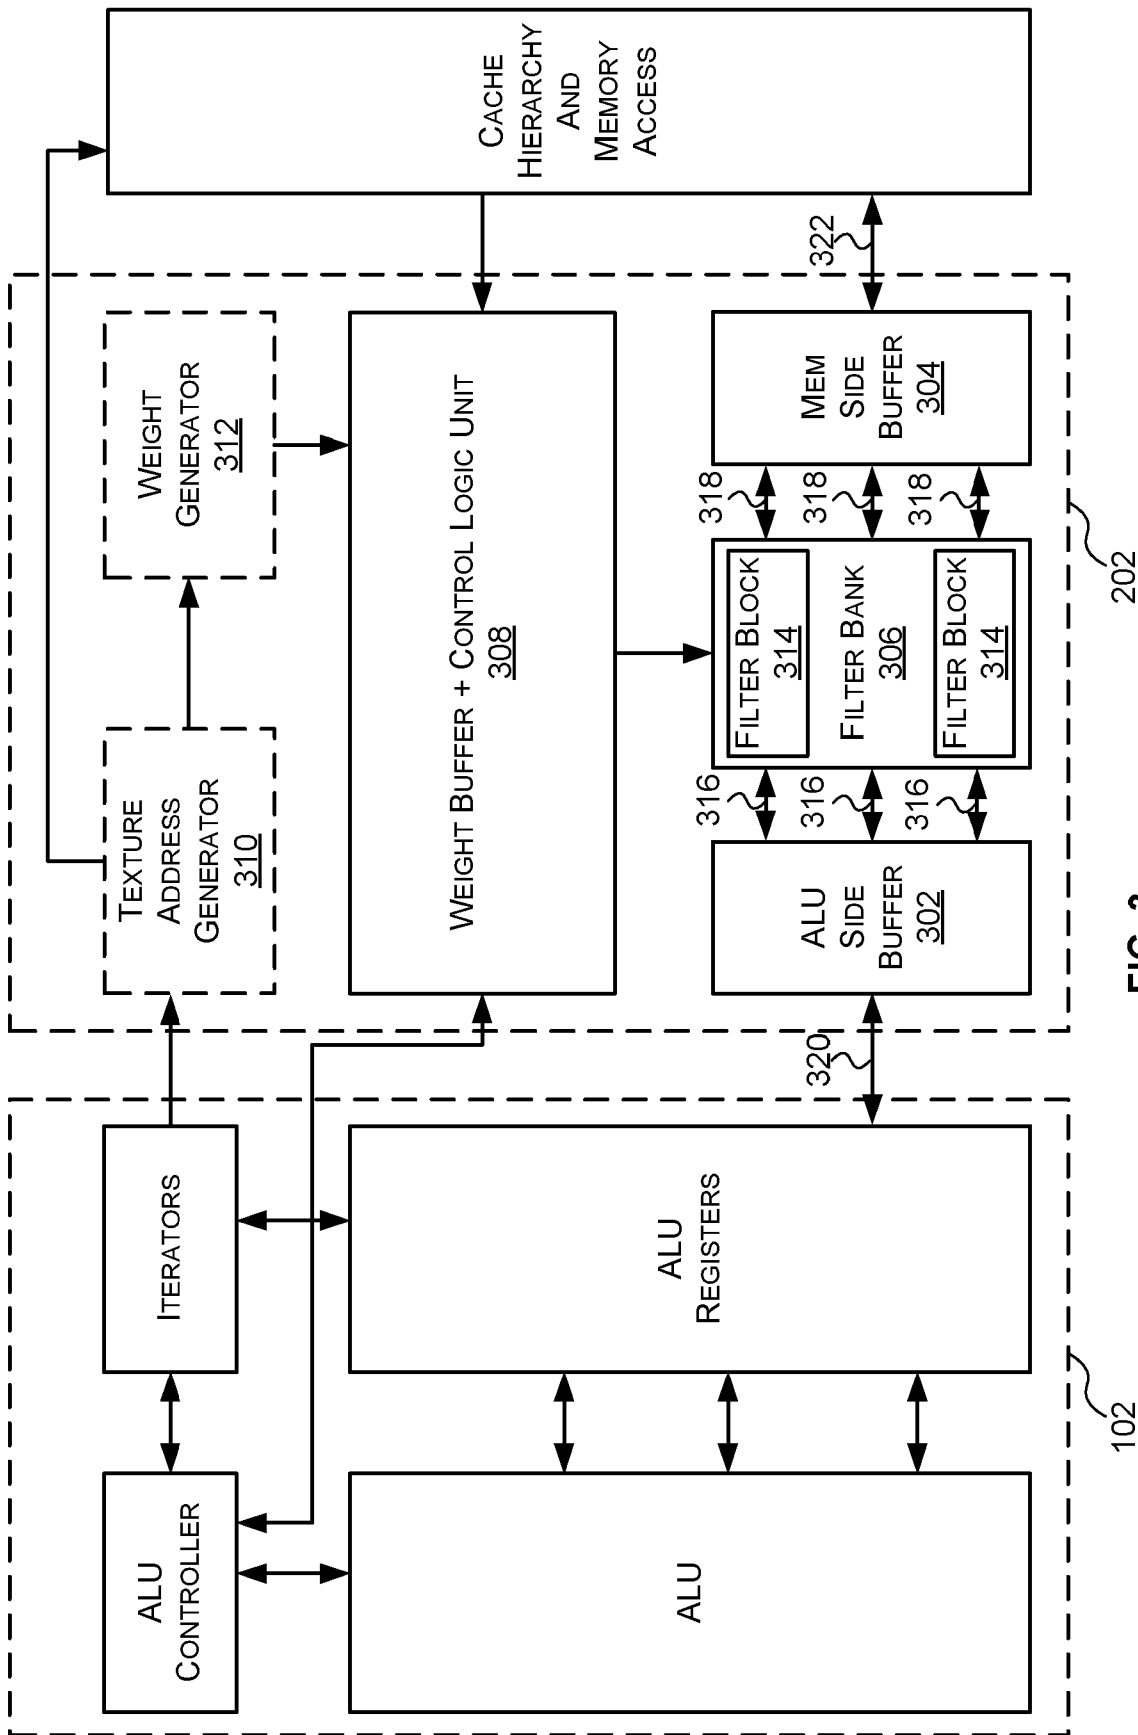 ALU
CONTROLLER
ITERATORS
TEXTURE
ADDRESS
GENERATOR
310
WEIGHT
GENERATOR
312
CACHE
HIERARCHY
AND
MEMORY
ACCESS
WEIGHT BUFFER + CONTROL LOGIC UNIT
308
ALU
ALU
REGISTERS
320
ALU
SIDE
BUFFER
302
316
316
316
FILTER BLOCK
314
FILTER BANK
306
FILTER BLOCK
314
318
318
318
MEM
SIDE
BUFFER
304
322
102
202
FIG.